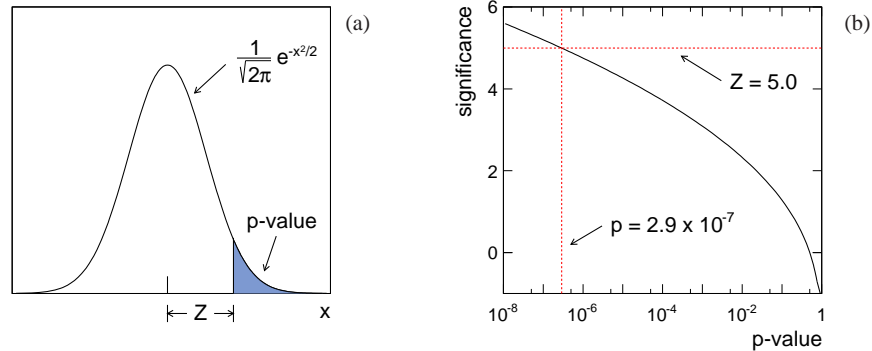 (a)
1
√2π
e^-x²/2
p-value
Z
x
(b)
significance
6
4
2
0
Z = 5.0
p = 2.9 x 10^-7
10^-8
10^-6
10^-4
10^-2
1
p-value